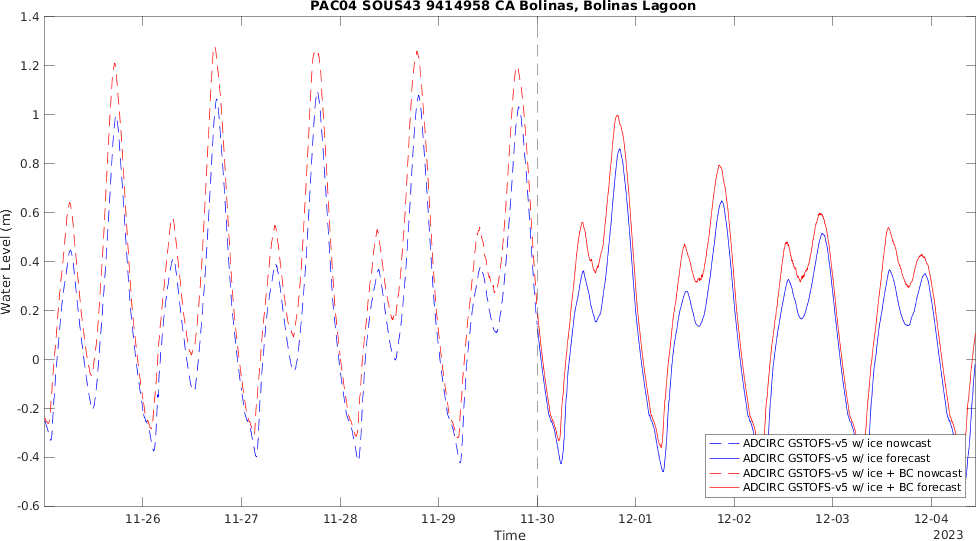 PAC04 SOUS43 9414958 CA Bolinas, Bolinas Lagoon
1.4
1.2
1
0.8
0.6
0.4
0.2
0
-0.2
-0.4
-0.6
Water Level (m)
ADCIRC GSTOFS-v5 w/ ice nowcast
ADCIRC GSTOFS-v5 w/ ice forecast
ADCIRC GSTOFS-v5 w/ ice + BC nowcast
ADCIRC GSTOFS-v5 w/ ice + BC forecast
11-26 11-27 11-28 11-29 11-30 12-01 12-02 12-03 12-04
Time
2023